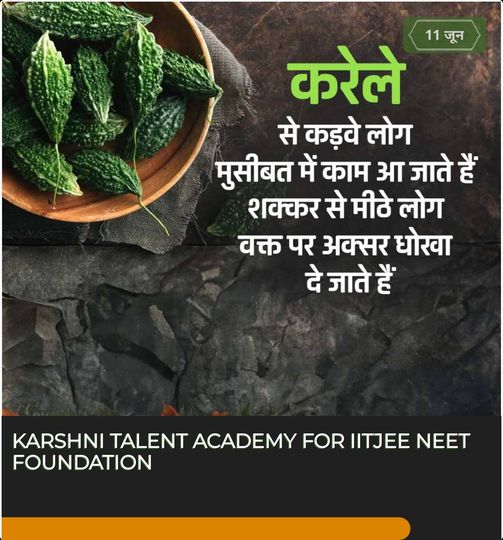 11 जून
करेले
से कड़वे लोग
मुसीबत में काम आ जाते हैं
शक्कर से मीठे लोग
वक्त पर अक्सर धोखा
दे जाते हैं
KARSHNI TALENT ACADEMY FOR IITJEE NEET
FOUNDATION